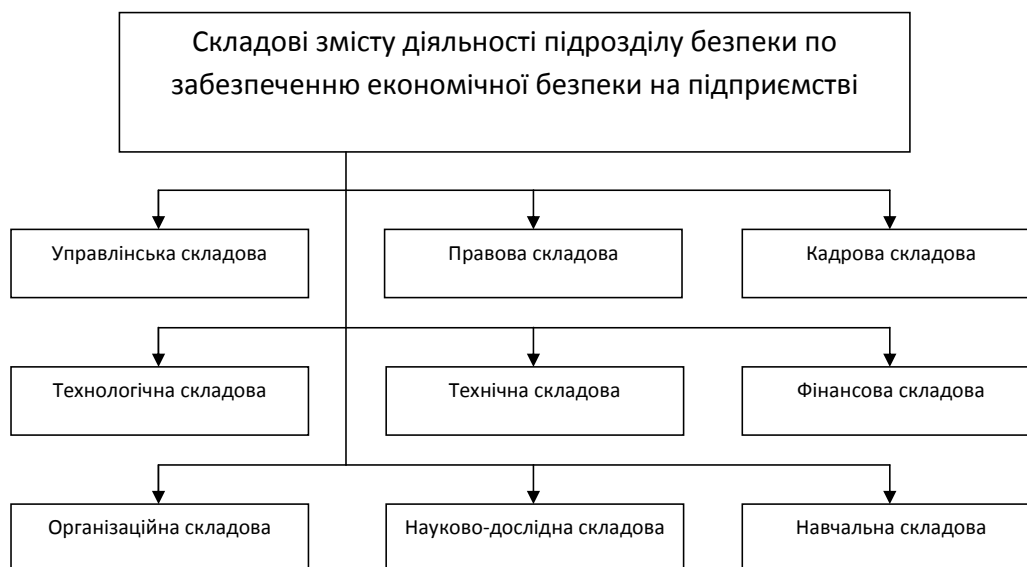 Складові змісту діяльності підрозділу безпеки по
забезпеченню економічної безпеки на підприємстві
Управлінська складова
Правова складова
Кадрова складова
Технологічна складова
Технічна складова
Фінансова складова
Організаційна складова
Науково-дослідна складова
Навчальна складова